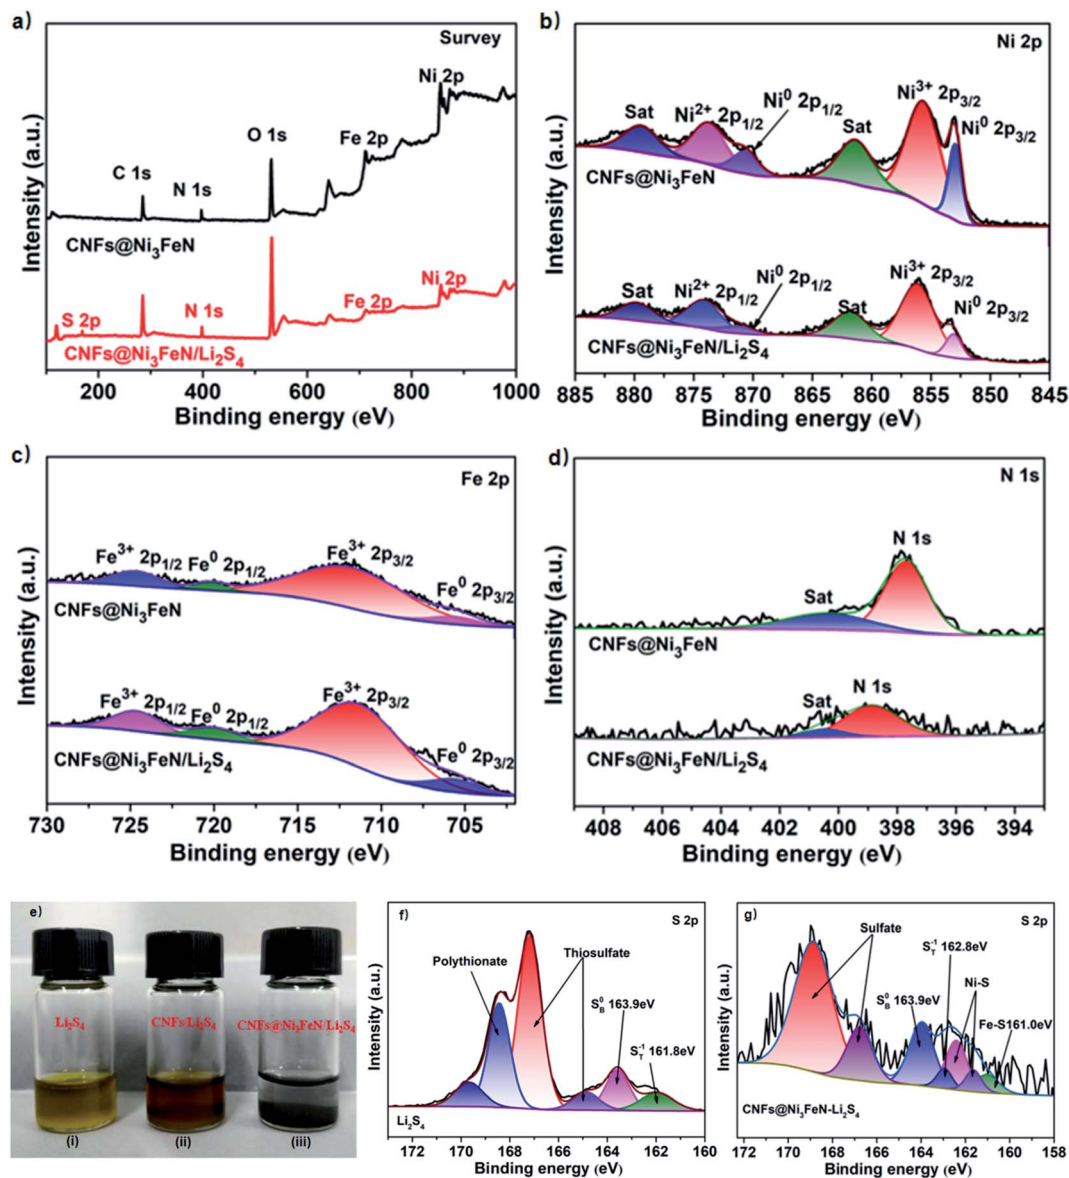 a)
Survey
Ni 2p
Fe 2p
O 1s
C 1s
N 1s
CNFs@Ni3FeN
Ni 2p
Fe 2p
N 1s
S 2p
CNFs@Ni3FeN/Li2S4
Intensity (a.u.)
200 400 600 800 1000
Binding energy (eV)
b)
Ni 2p
Sat
Ni2+ 2p1/2
Ni0 2p1/2
Sat
Ni3+ 2p3/2
Ni0 2p3/2
CNFs@Ni3FeN
Sat
Ni2+ 2p1/2
Ni0 2p1/2
Sat
Ni3+ 2p3/2
Ni0 2p3/2
CNFs@Ni3FeN/Li2S4
Intensity (a.u.)
885 880 875 870 865 860 855 850 845
Binding energy (eV)
c)
Fe 2p
Fe3+ 2p1/2
Fe0 2p1/2
Fe3+ 2p3/2
Fe0 2p3/2
CNFs@Ni3FeN
Fe3+ 2p1/2
Fe0 2p1/2
Fe3+ 2p3/2
Fe0 2p3/2
CNFs@Ni3FeN/Li2S4
Intensity (a.u.)
730 725 720 715 710 705
Binding energy (eV)
d)
N 1s
N 1s
Sat
CNFs@Ni3FeN
N 1s
Sat
CNFs@Ni3FeN/Li2S4
Intensity (a.u.)
408 406 404 402 400 398 396 394
Binding energy (eV)
e)
Li2S4
CNFs/Li2S4
CNFs@Ni3FeN/Li2S4
(i)
(ii)
(iii)
f)
S 2p
Polythionate
Thiosulfate
SB0 163.9eV
ST-1 161.8eV
Li2S4
Intensity (a.u.)
170 168 166 164 162 160
Binding energy (eV)
g)
S 2p
Sulfate
ST-1 162.8eV
SB0 163.9eV
Ni-S
Fe-S161.0eV
CNFs@Ni3FeN-Li2S4
Intensity (a.u.)
172 170 168 166 164 162 160 158
Binding energy (eV)